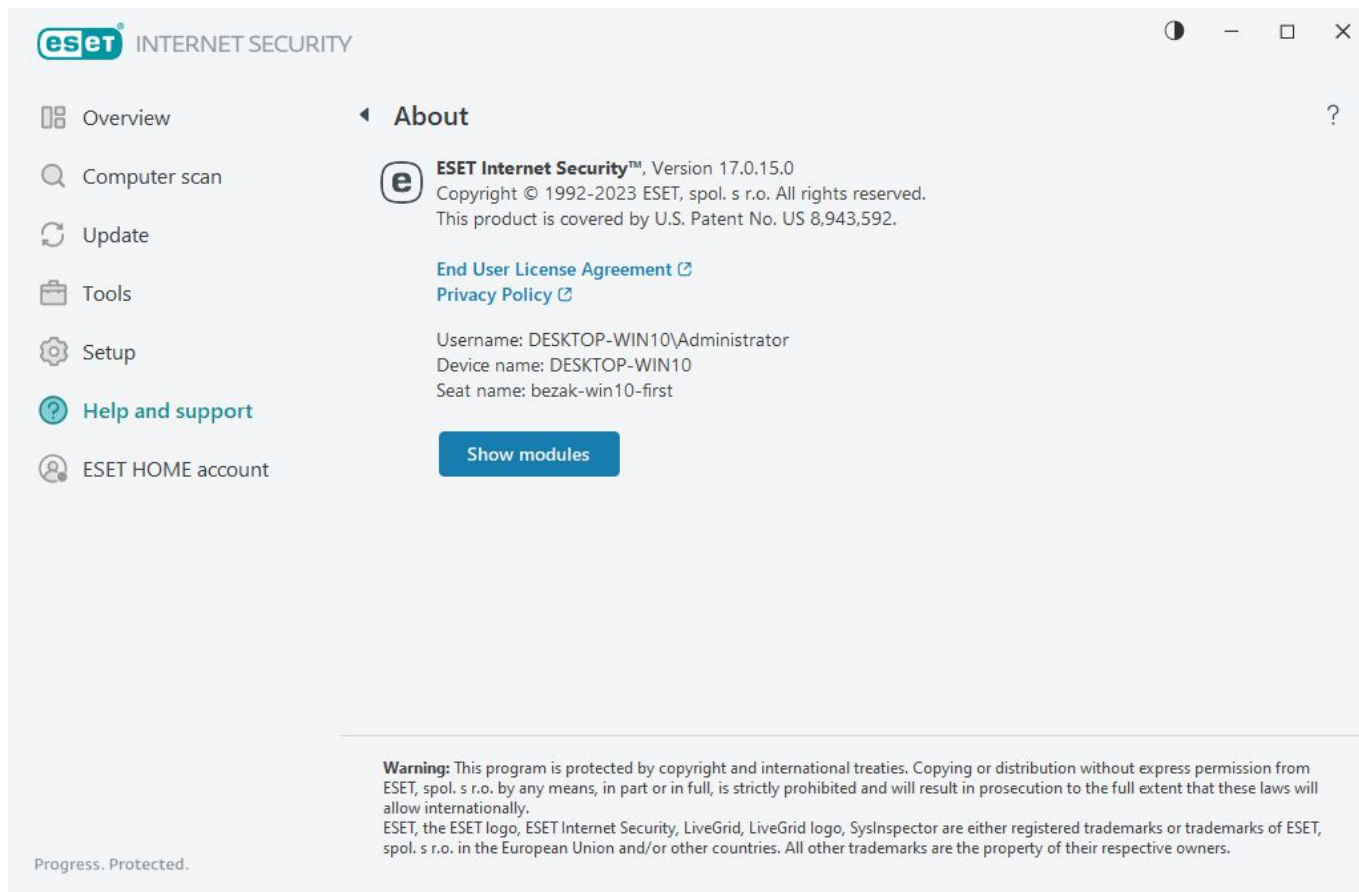 eset® INTERNET SECURITY
Overview
Computer scan
Update
Tools
Setup
Help and support
ESET HOME account
Progress. Protected.
About
?
e
ESET Internet Security™, Version 17.0.15.0
Copyright © 1992-2023 ESET, spol. s r.o. All rights reserved.
This product is covered by U.S. Patent No. US 8,943,592.
End User License Agreement
Privacy Policy
Username: DESKTOP-WIN10\Administrator
Device name: DESKTOP-WIN10
Seat name: bezak-win10-first
Show modules
Warning: This program is protected by copyright and international treaties. Copying or distribution without express permission from
ESET, spol. s r.o. by any means, in part or in full, is strictly prohibited and will result in prosecution to the full extent that these laws will
allow internationally.
ESET, the ESET logo, ESET Internet Security, LiveGrid, LiveGrid logo, SysInspector are either registered trademarks or trademarks of ESET,
spol. s r.o. in the European Union and/or other countries. All other trademarks are the property of their respective owners.